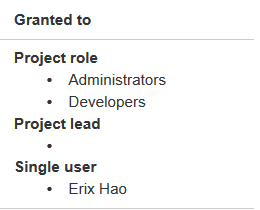 Granted to
Project role
• Administrators
• Developers
Project lead
•
Single user
• Erix Hao